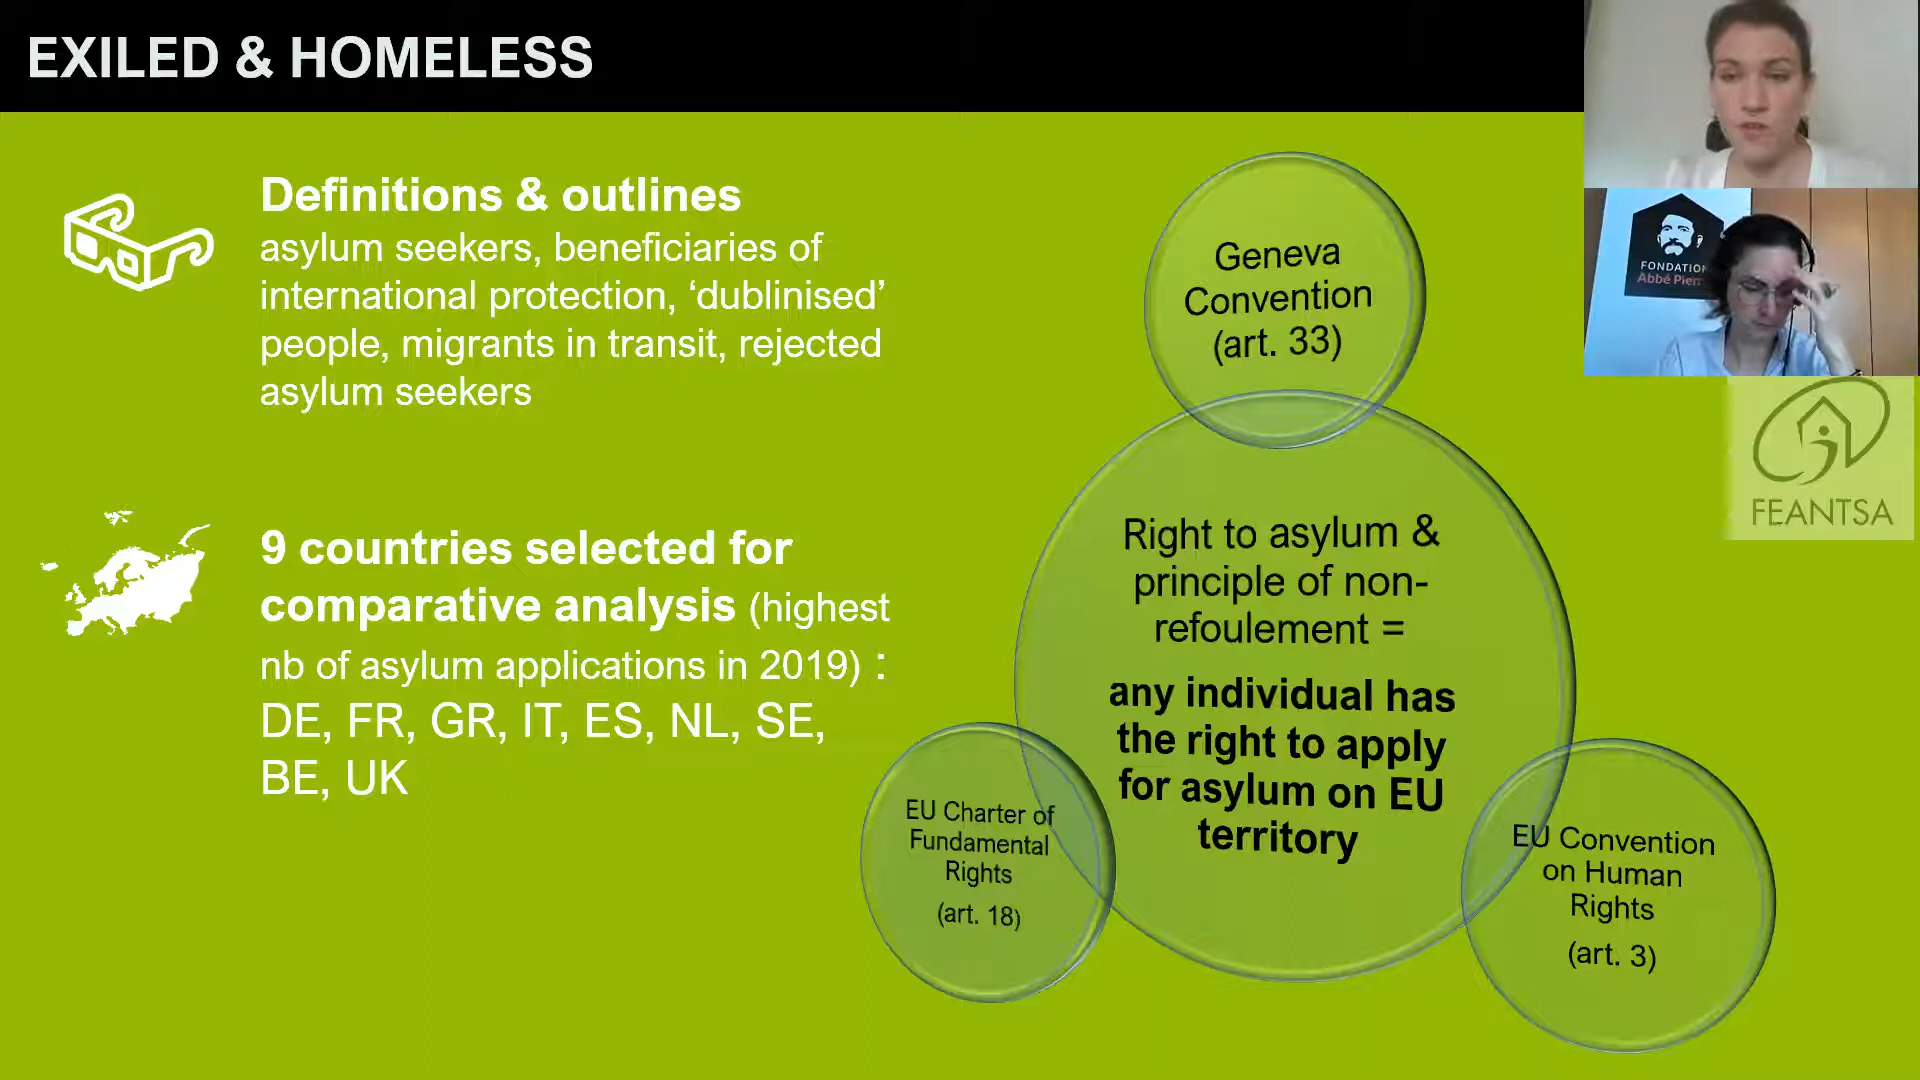 EXILED & HOMELESS
Definitions & outlines
asylum seekers, beneficiaries of
international protection, ‘dublinised’
people, migrants in transit, rejected
asylum seekers
9 countries selected for
comparative analysis (highest
nb of asylum applications in 2019) :
DE, FR, GR, IT, ES, NL, SE,
BE, UK
Geneva
Convention
(art. 33)
Right to asylum &
principle of non-
refoulement =
any individual has
the right to apply
for asylum on EU
territory
EU Charter of
Fundamental
Rights
(art. 18)
EU Convention
on Human
Rights
(art. 3)
FONDATION
Abbé Pierr
FEANTSA